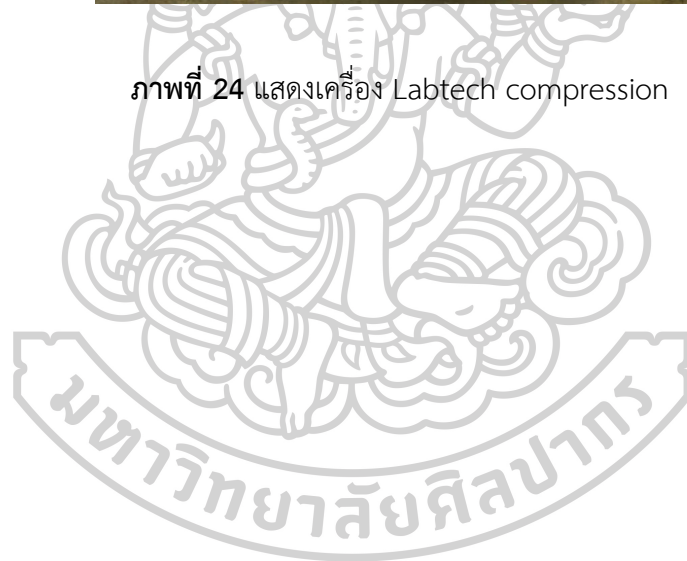 ภาพที่ 24 แสดงเครื่อง Labtech compression
มหาวิทยาลัยศิลปากร